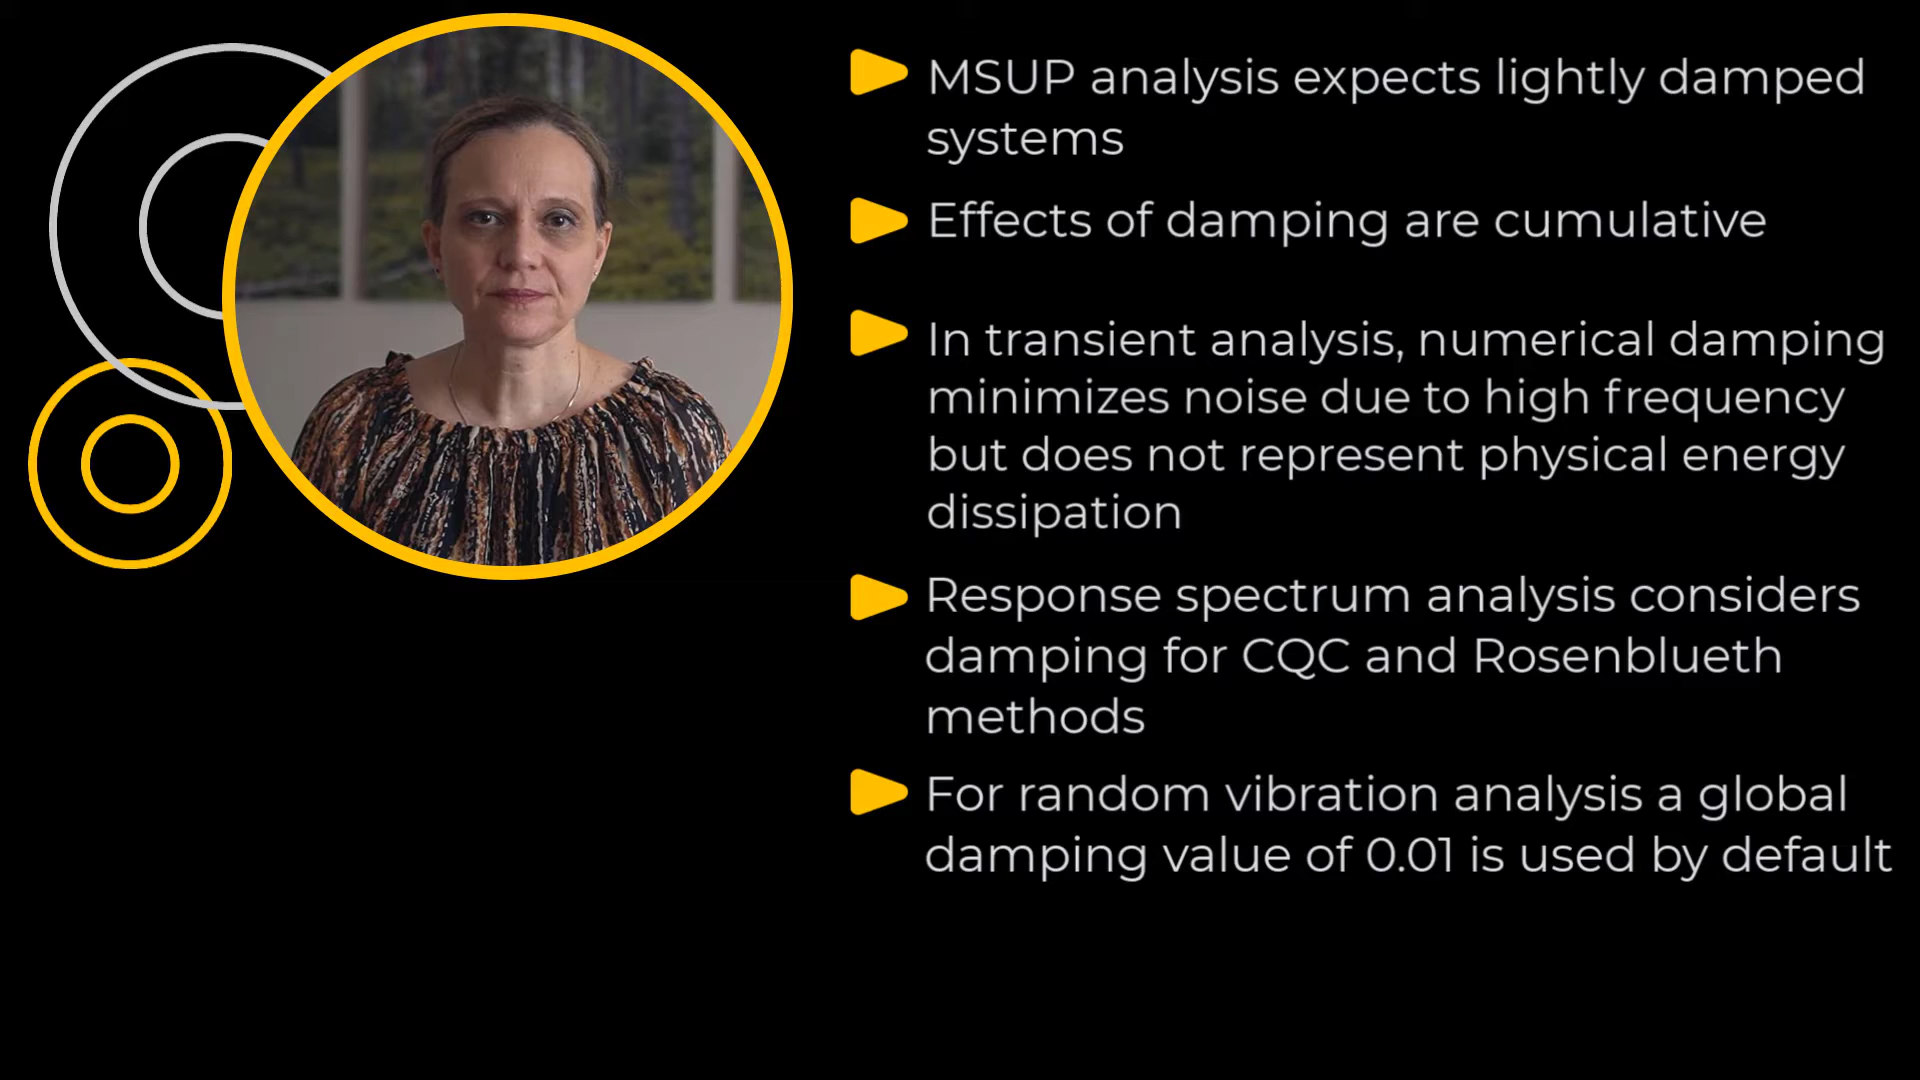 MSUP analysis expects lightly damped
systems
Effects of damping are cumulative
In transient analysis, numerical damping
minimizes noise due to high frequency
but does not represent physical energy
dissipation
Response spectrum analysis considers
damping for CQC and Rosenblueth
methods
For random vibration analysis a global
damping value of 0.01 is used by default